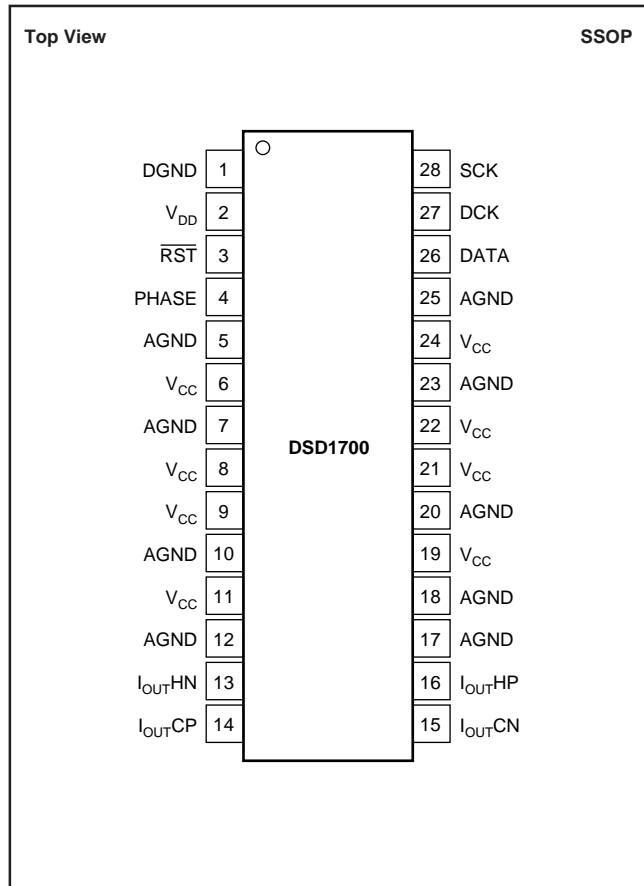 Top View SSOP
DGND 1 28 SCK
V_DD 2 27 DCK
R̅S̅T̅ 3 26 DATA
PHASE 4 25 AGND
AGND 5 24 V_CC
V_CC 6 23 AGND
AGND 7 22 V_CC
DSD1700
V_CC 8 21 V_CC
V_CC 9 20 AGND
AGND 10 19 V_CC
V_CC 11 18 AGND
AGND 12 17 AGND
I_OUTHN 13 16 I_OUTHP
I_OUTCP 14 15 I_OUTCN